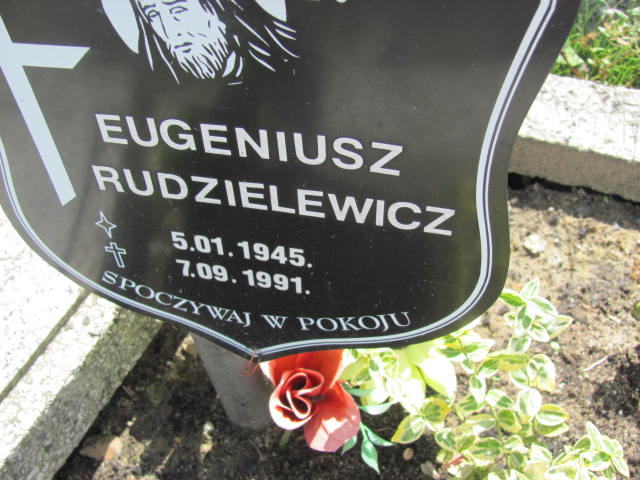 EUGENIUSZ
RUDZIELEWICZ
5.01.1945.
7.09.1991.
SPOCZYWAJ W POKOJU